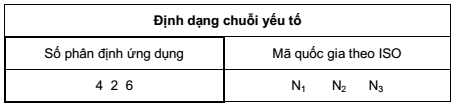 Định dạng chuỗi yếu tố
Số phân định ứng dụng Mã quốc gia theo ISO
4 2 6 N₁ N₂ N₃